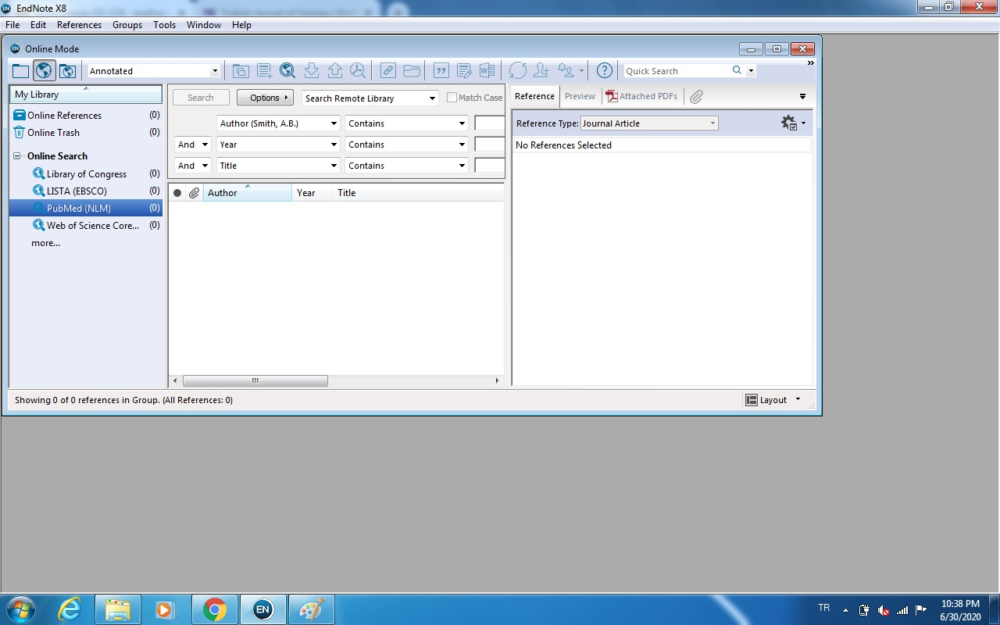 EndNote X8
File Edit References Groups Tools Window Help
Online Mode
Annotated
Quick Search
My Library
Online References (0)
Online Trash (0)
Online Search
Library of Congress (0)
LISTA (EBSCO) (0)
PubMed (NLM) (0)
Web of Science Core... (0)
more...
Search Options Search Remote Library Match Case
Author (Smith, A.B.) Contains
And Year Contains
And Title Contains
Author Year Title
Reference Preview Attached PDFs
Reference Type: Journal Article
No References Selected
Showing 0 of 0 references in Group. (All References: 0)
Layout
EN
TR
10:38 PM
6/30/2020